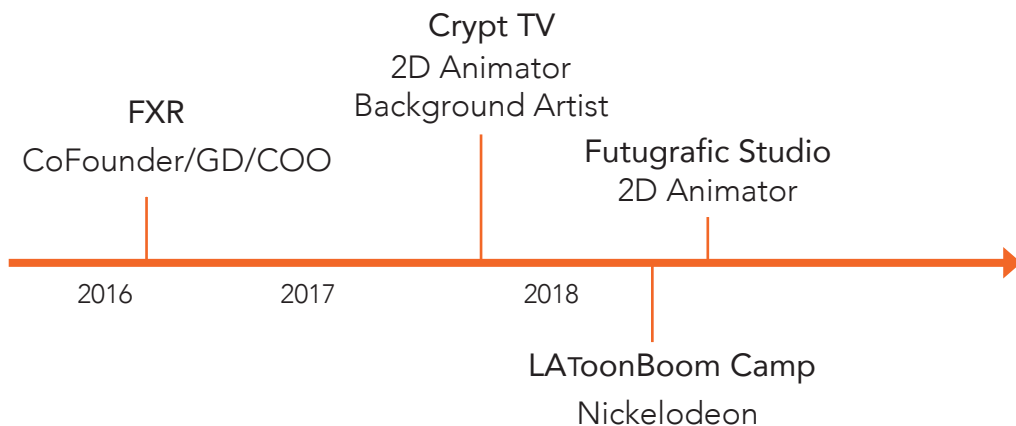 Crypt TV
2D Animator
Background Artist
FXR
CoFounder/GD/COO
Futugrafic Studio
2D Animator
2016
2017
2018
LAToonBoom Camp
Nickelodeon